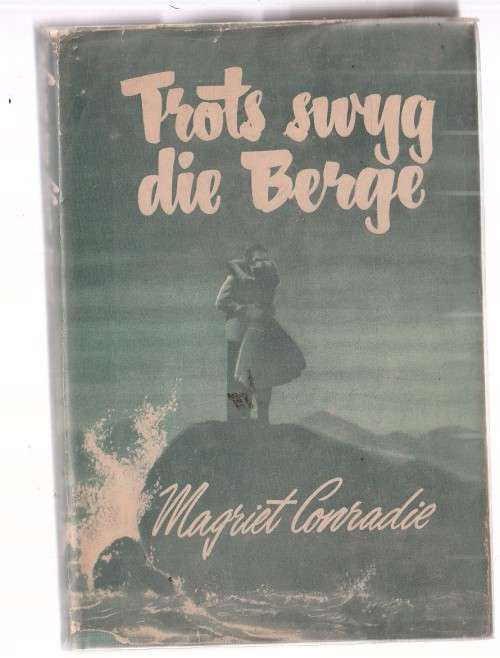 Trots swyg
die Berge
Magriet Conradie